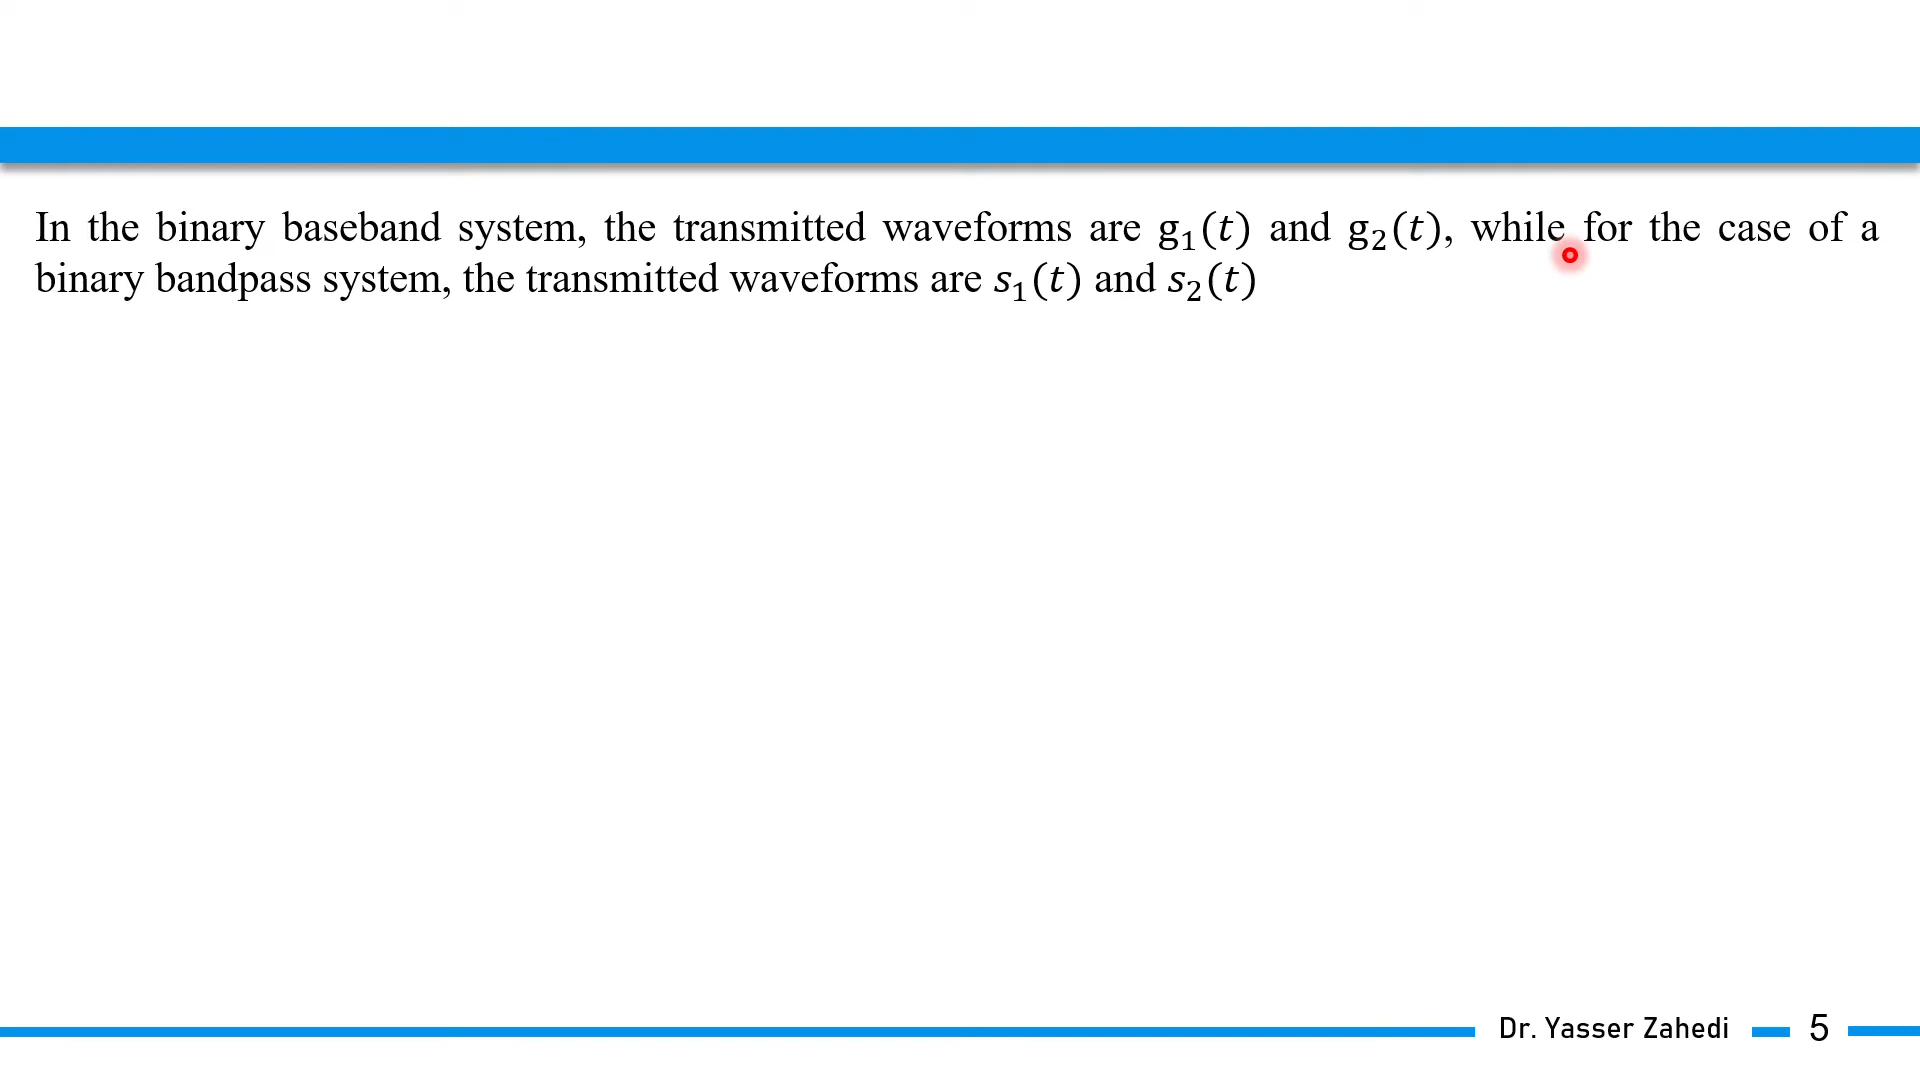 In the binary baseband system, the transmitted waveforms are g₁(t) and g₂(t), while for the case of a
binary bandpass system, the transmitted waveforms are s₁(t) and s₂(t)
Dr. Yasser Zahedi 5